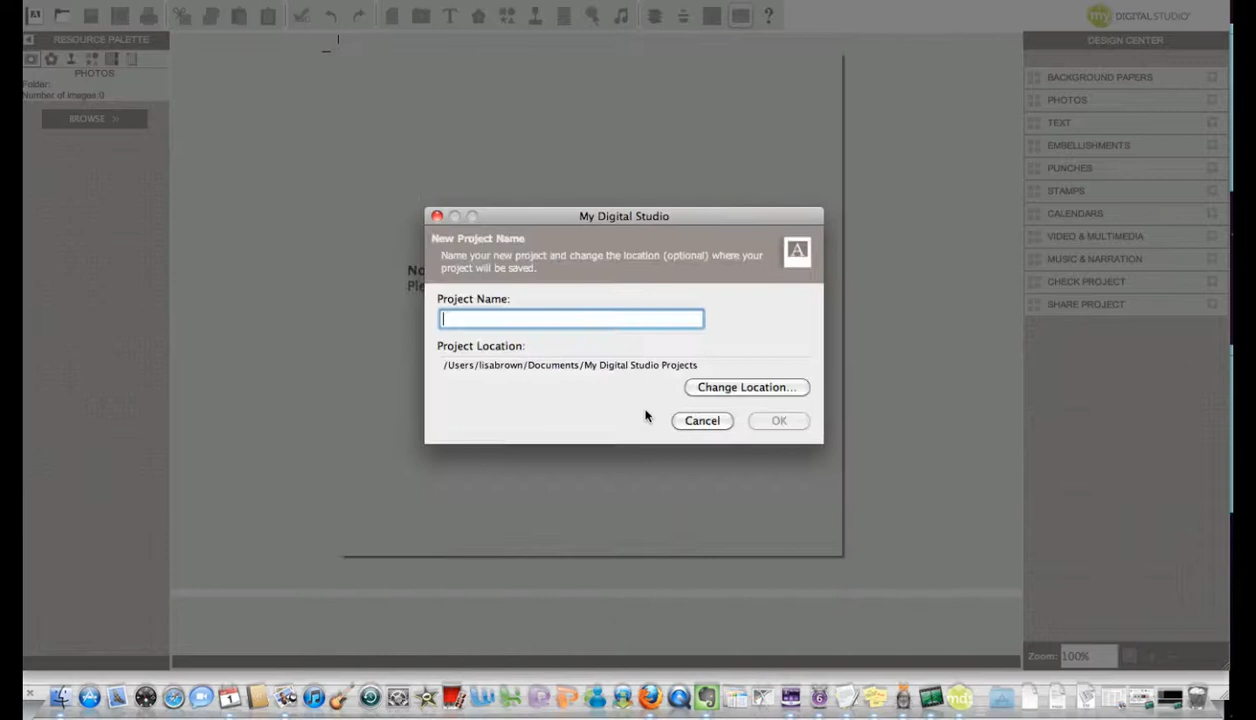 my DIGITAL STUDIO
RESOURCE PALETTE
PHOTOS
Folder:
Number of Images:0
BROWSE >>
My Digital Studio
New Project Name
Name your new project and change the location (optional) where your
project will be saved.
A
No
Ple
Project Name:
Project Location:
/Users/lisabrown/Documents/My Digital Studio Projects
Change Location...
Cancel
OK
DESIGN CENTER
BACKGROUND PAPERS
PHOTOS
TEXT
EMBELLISHMENTS
PUNCHES
STAMPS
CALENDARS
VIDEO & MULTIMEDIA
MUSIC & NARRATION
CHECK PROJECT
SHARE PROJECT
Zoom: 100%